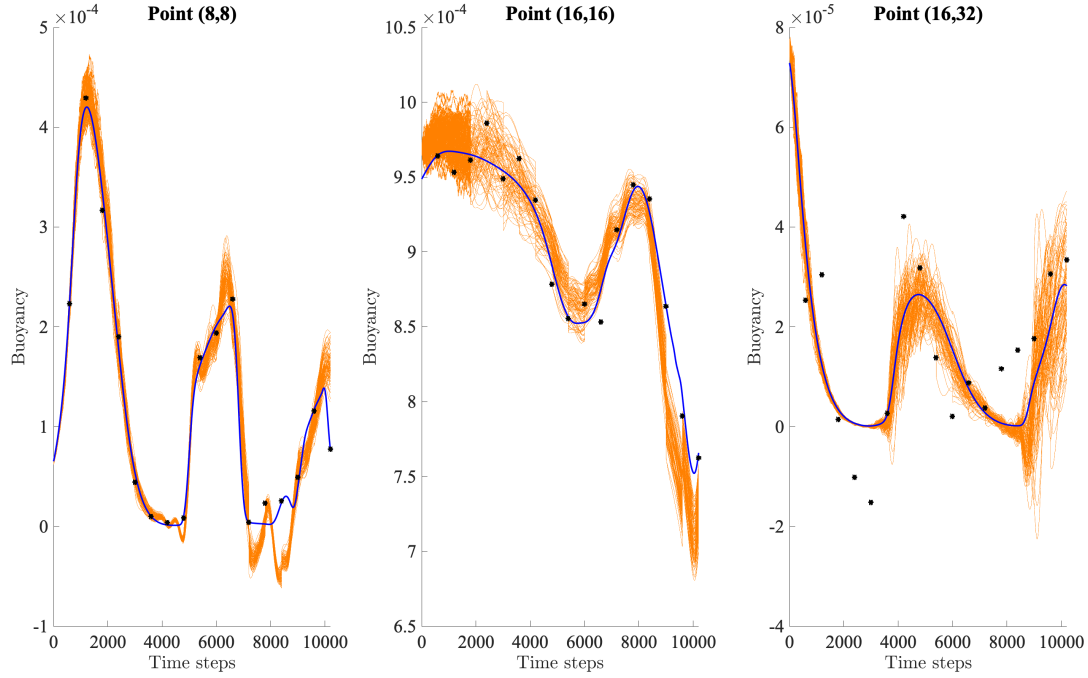 Point (8,8)
×10⁻⁴
5
4
3
2
1
0
-1
Buoyancy
0 2000 4000 6000 8000 10000
Time steps
Point (16,16)
×10⁻⁴
10.5
10
9.5
9
8.5
8
7.5
7
6.5
Buoyancy
0 2000 4000 6000 8000 10000
Time steps
Point (16,32)
×10⁻⁵
8
6
4
2
0
-2
-4
Buoyancy
0 2000 4000 6000 8000 10000
Time steps